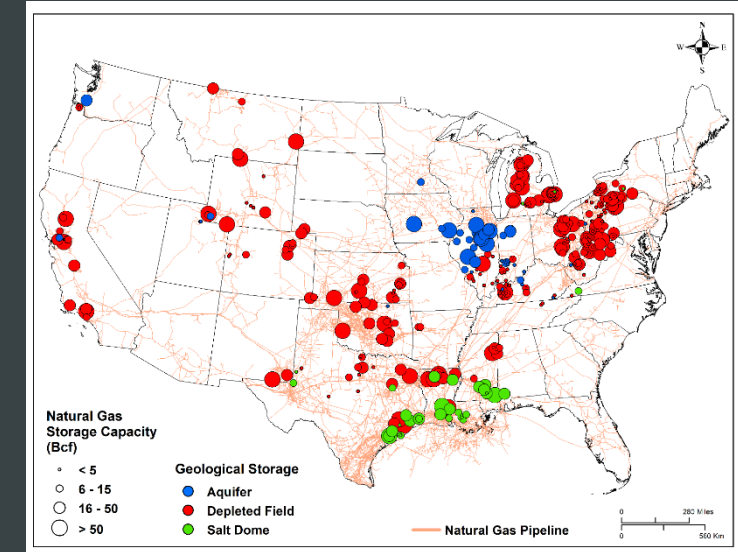 N
W E
S
Natural Gas
Storage Capacity
(Bcf)
< 5
6 - 15
16 - 50
> 50
Geological Storage
Aquifer
Depleted Field
Salt Dome
Natural Gas Pipeline
0 280 Miles
0 560 Km